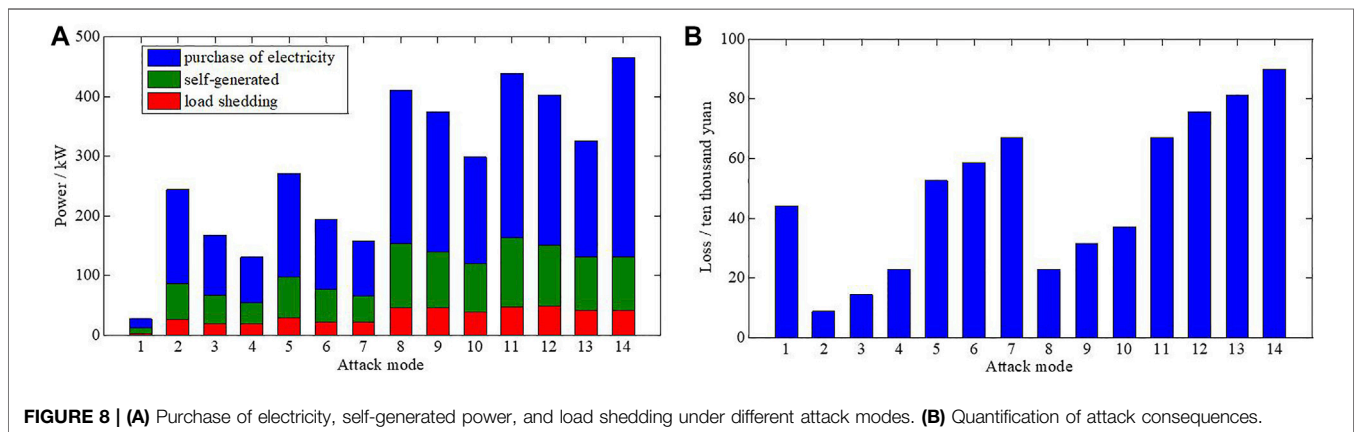 A
500
400
300
200
100
0
Power / kW
purchase of electricity
self-generated
load shedding
1 2 3 4 5 6 7 8 9 10 11 12 13 14
Attack mode
B
100
80
60
40
20
0
Loss / ten thousand yuan
1 2 3 4 5 6 7 8 9 10 11 12 13 14
Attack mode
FIGURE 8 | (A) Purchase of electricity, self-generated power, and load shedding under different attack modes. (B) Quantification of attack consequences.